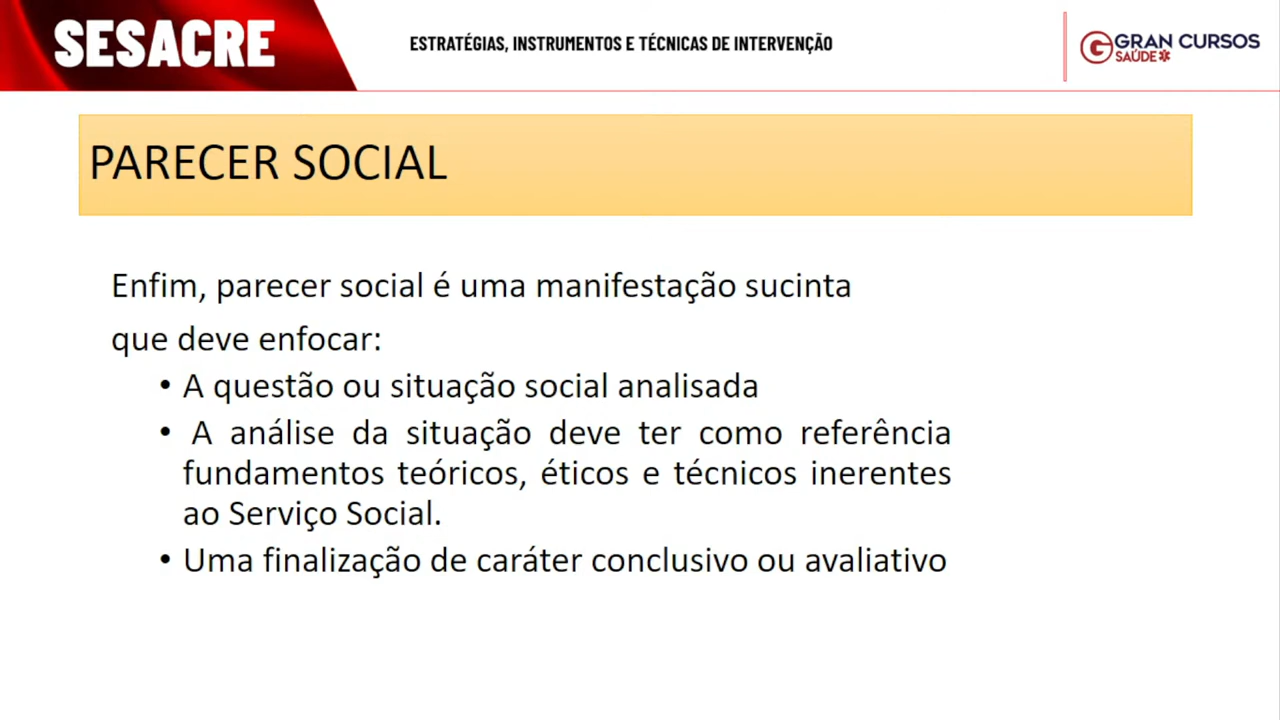 SESACRE
ESTRATÉGIAS, INSTRUMENTOS E TÉCNICAS DE INTERVENÇÃO
GRAN CURSOS
SAÚDE
PARECER SOCIAL
Enfim, parecer social é uma manifestação sucinta
que deve enfocar:
• A questão ou situação social analisada
• A análise da situação deve ter como referência
fundamentos teóricos, éticos e técnicos inerentes
ao Serviço Social.
• Uma finalização de caráter conclusivo ou avaliativo